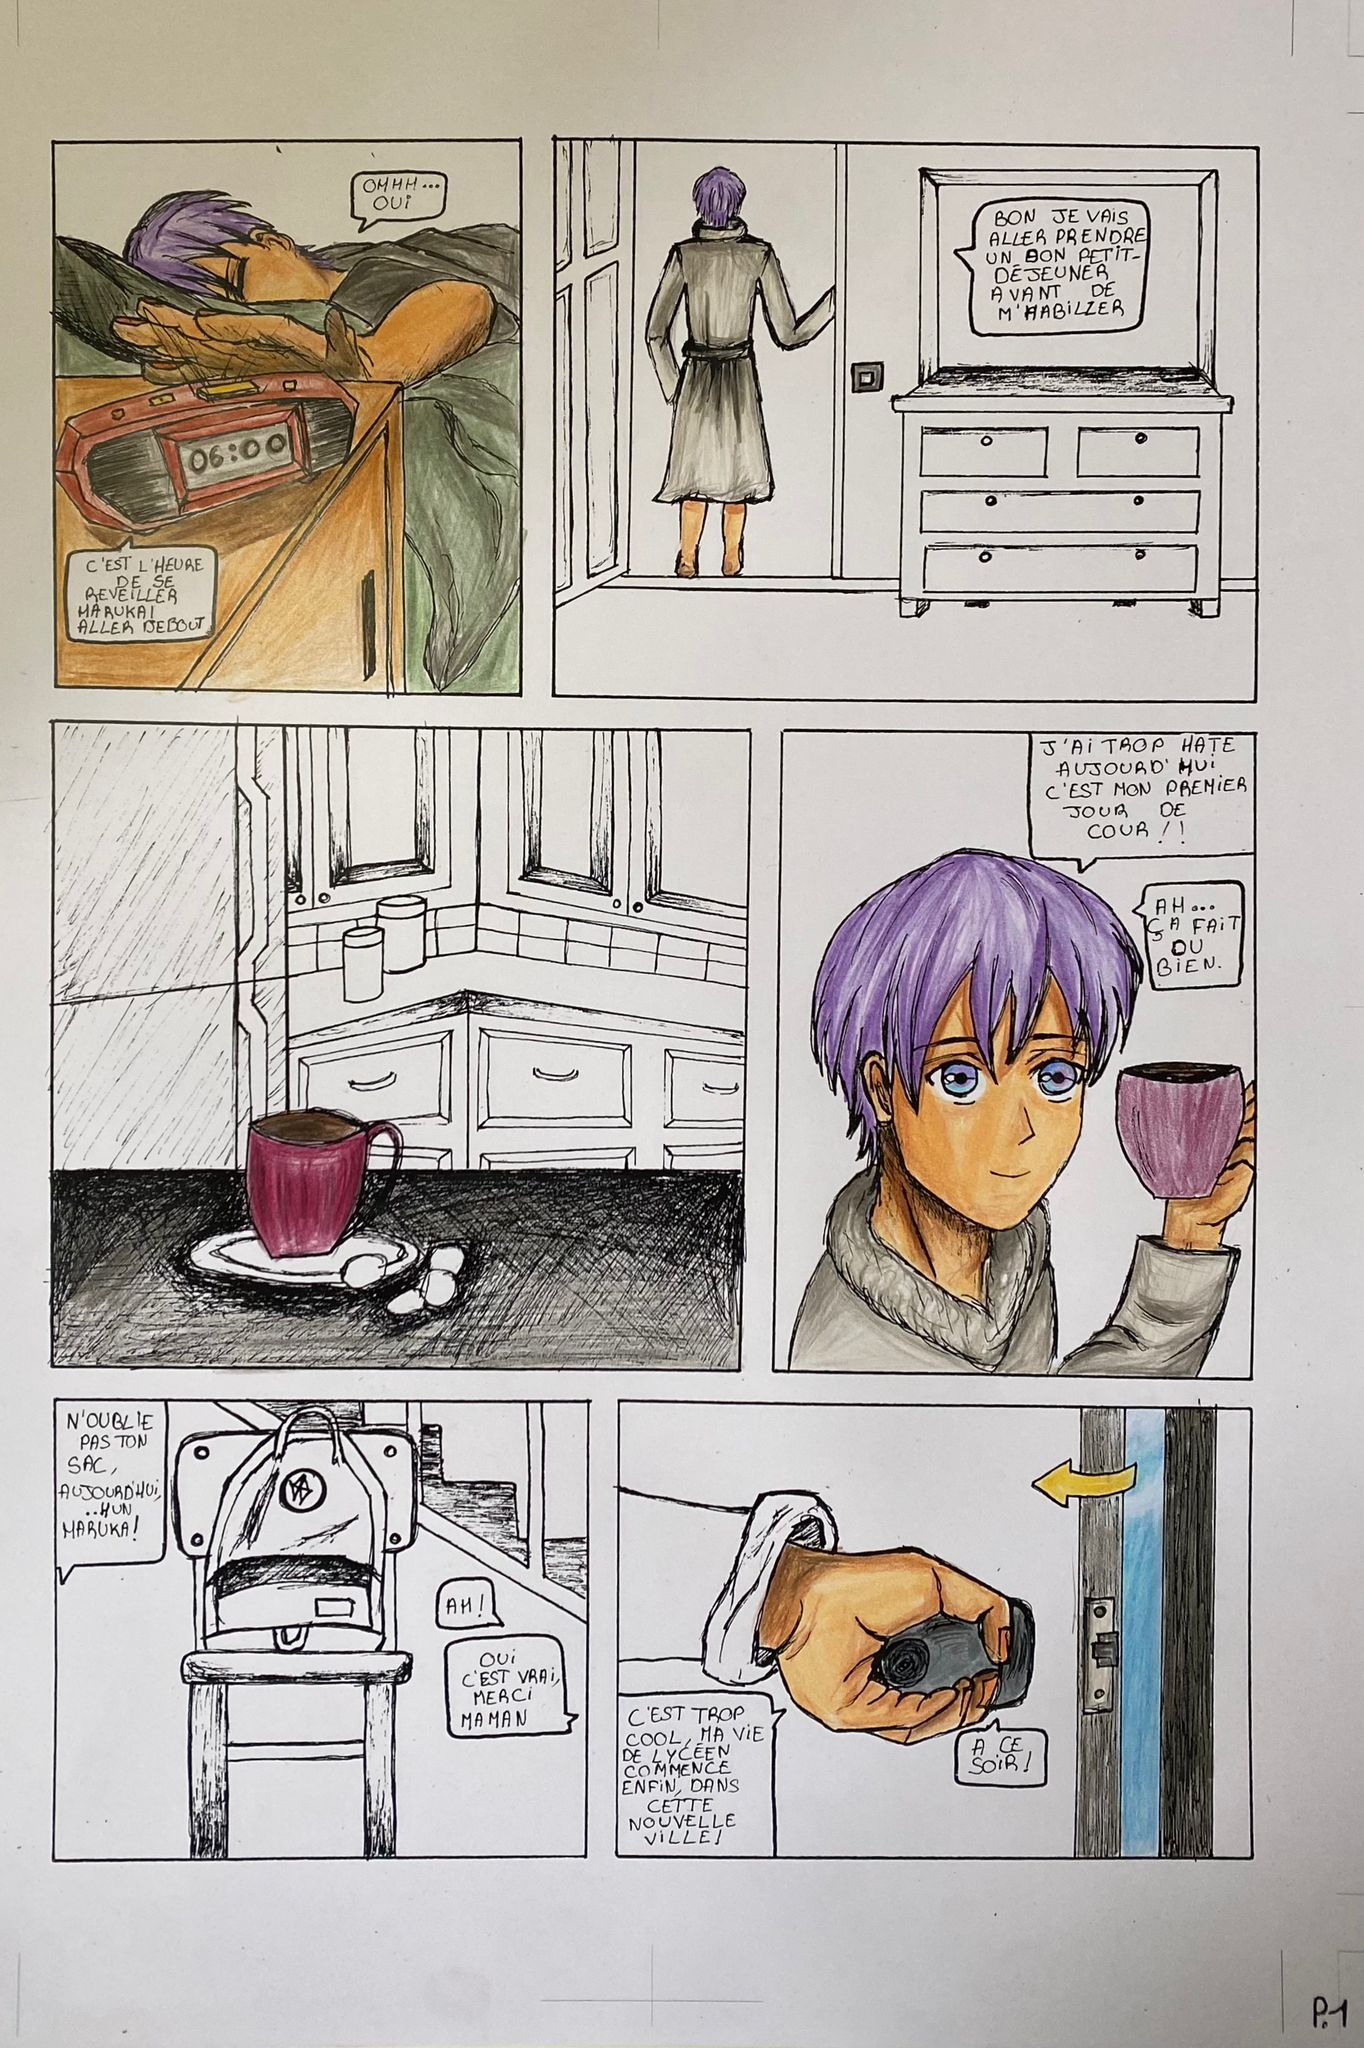 OHHH...
OUI
06:00
C'EST L'HEURE
DE SE
REVEILLER
MARUKA!
ALLER DEBOUT
BON JE VAIS
ALLER PRENDRE
UN BON PETIT-
DÉJEUNER
AVANT DE
M'HABILLER
J'AI TROP HATE
AUJOURD'HUI
C'EST MON PREMIER
JOUR DE
COUR!!
AH...
ÇA FAIT
DU
BIEN.
N'OUBLIE
PAS TON
SAC,
AUJOURD'HUI,
..HUN
MARUKA!
AH!
OUI
C'EST VRAI,
MERCI
MAMAN
C'EST TROP
COOL, MA VIE
DE LYCÉEN
COMMENCE
ENFIN, DANS
CETTE
NOUVELLE
VILLE!
A CE
SOIR!
P.1